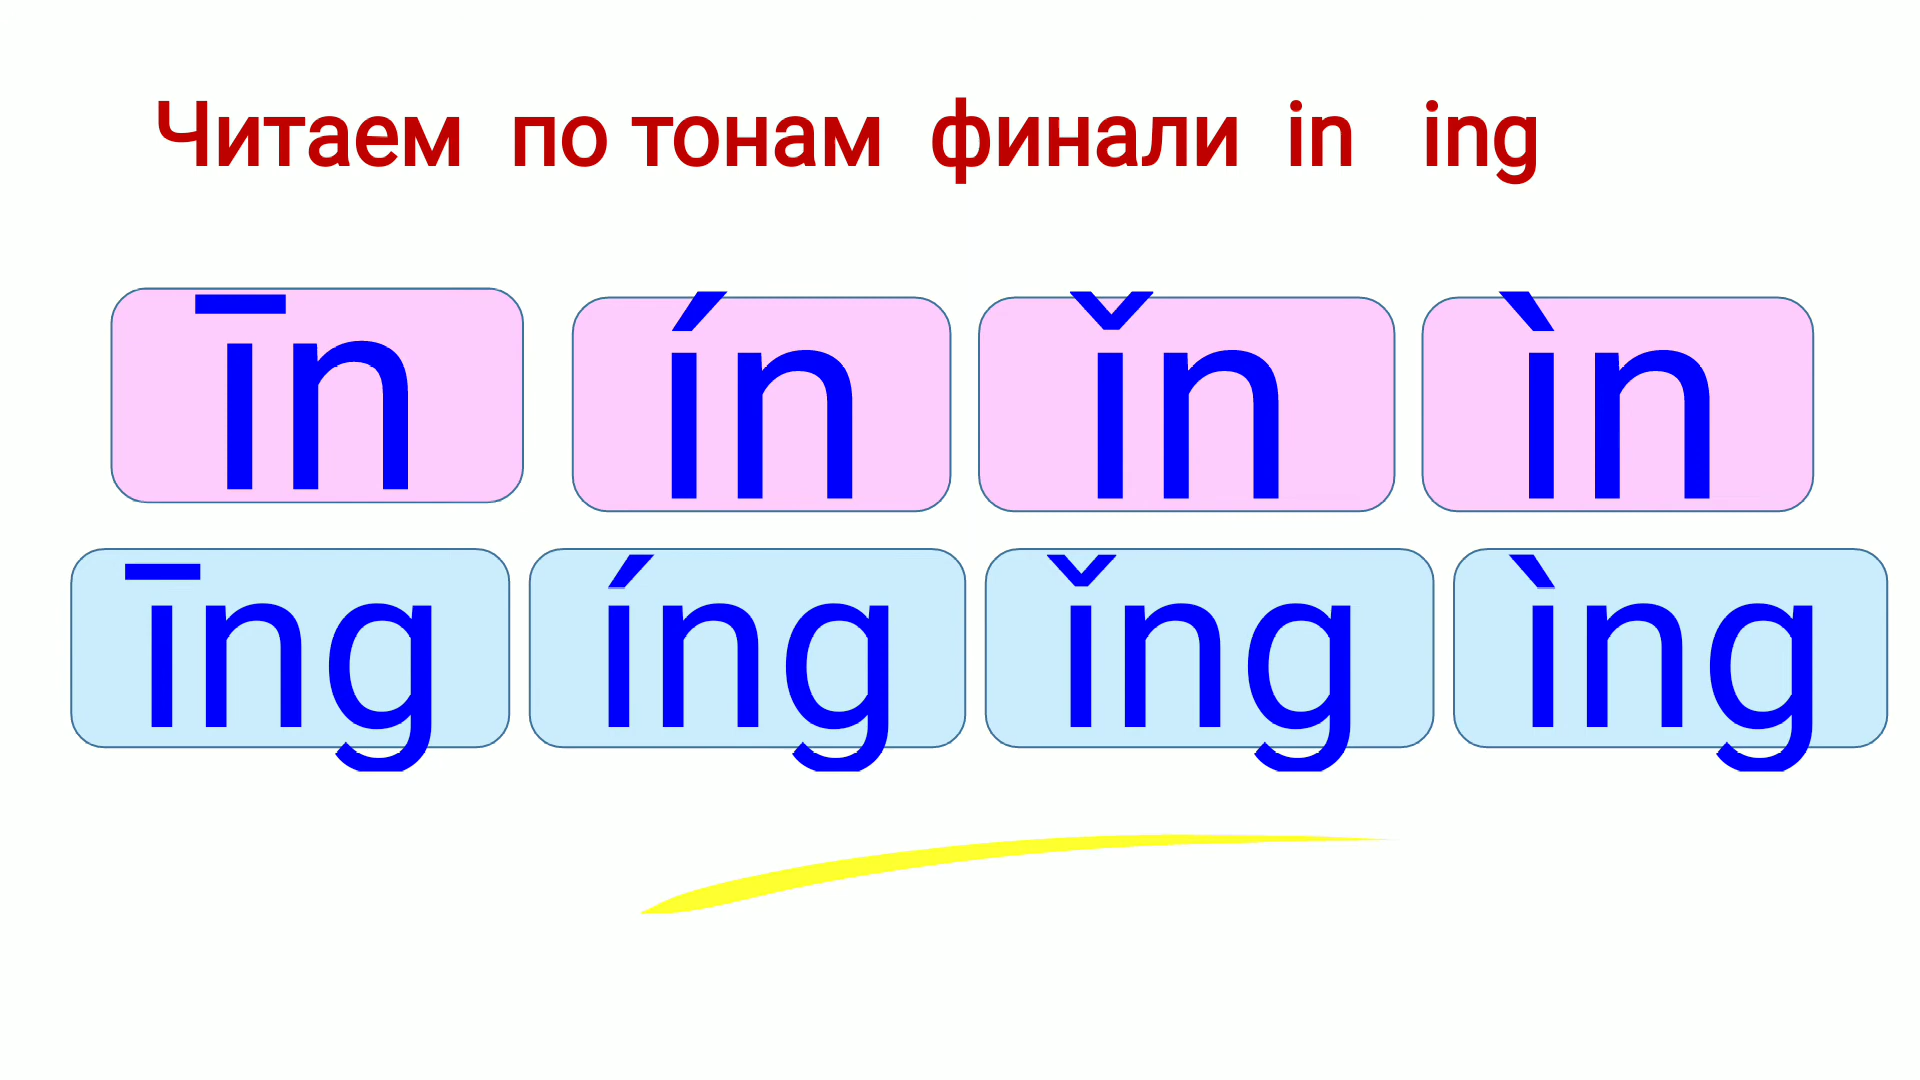 Читаем по тонам финали in ing
īn ín ǐn ìn
īng íng ǐng ìng